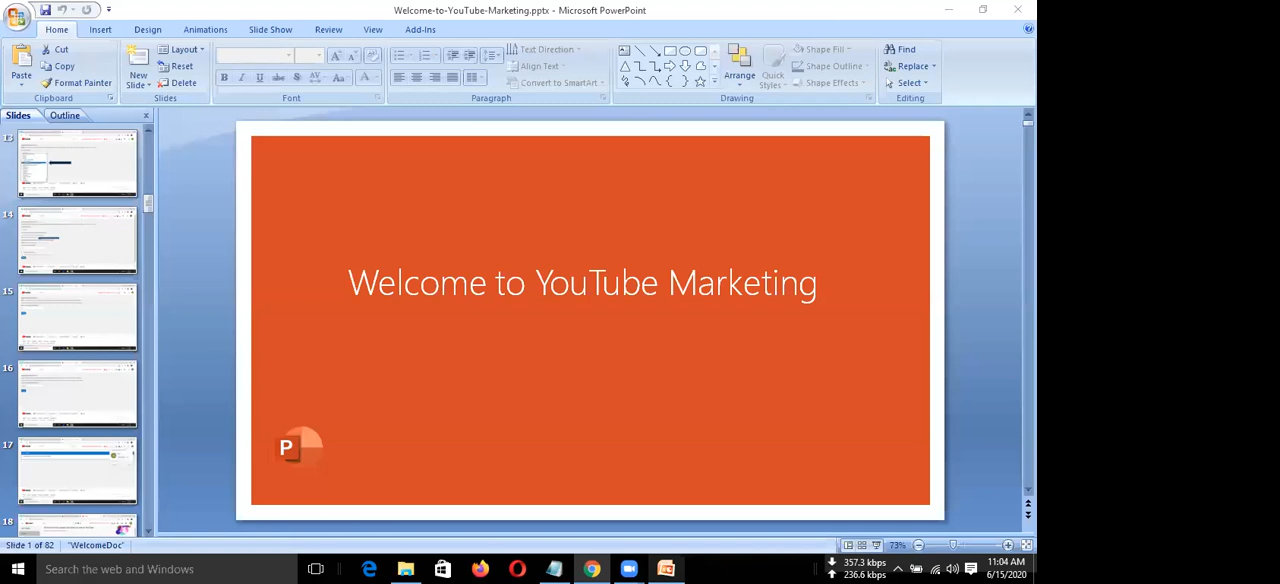 Welcome-to-YouTube-Marketing.pptx - Microsoft PowerPoint
Home Insert Design Animations Slide Show Review View Add-Ins
Paste
Cut
Copy
Format Painter
Clipboard
New
Slide
Layout
Reset
Delete
Slides
B I U abc S AV Aa A
Font
Text Direction
Align Text
Convert to SmartArt
Paragraph
Arrange
Quick
Styles
Shape Fill
Shape Outline
Shape Effects
Drawing
Find
Replace
Select
Editing
Slides Outline
13
14
15
16
17
18
Welcome to YouTube Marketing
P
Slide 1 of 82 "WelcomeDoc" 73%
Search the web and Windows
357.3 kbps
236.6 kbps
11:04 AM
6/15/2020